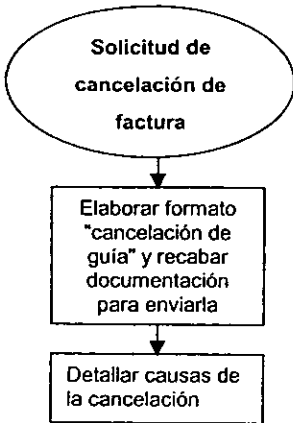 Solicitud de
cancelación de
factura
Elaborar formato
"cancelación de
guía" y recabar
documentación
para enviarla
Detallar causas de
la cancelación